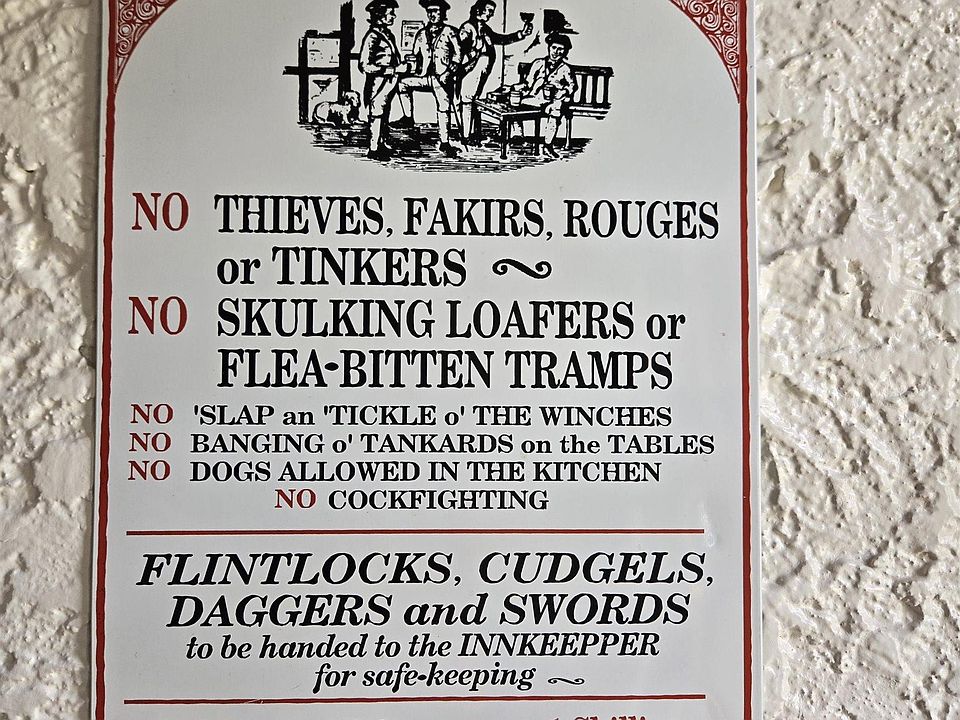 NO THIEVES, FAKIRS, ROUGES
or TINKERS
NO SKULKING LOAFERS or
FLEA-BITTEN TRAMPS
NO 'SLAP an 'TICKLE o' THE WINCHES
NO BANGING o' TANKARDS on the TABLES
NO DOGS ALLOWED IN THE KITCHEN
NO COCKFIGHTING
FLINTLOCKS, CUDGELS,
DAGGERS and SWORDS
to be handed to the INNKEEPPER
for safe-keeping